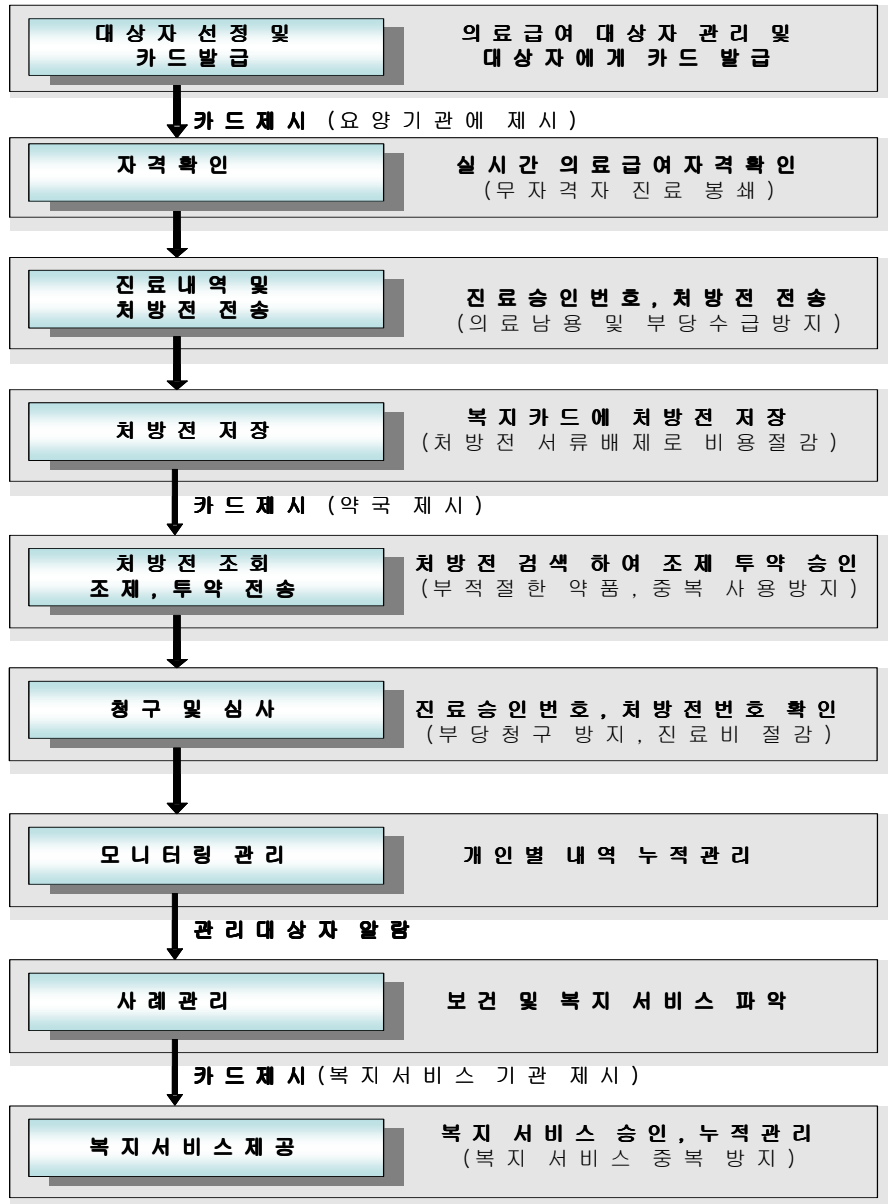 대상자 선정 및
카드발급
의료급여 대상자 관리 및
대상자에게 카드 발급
카드제시 (요양기관에 제시)
자격확인
실시간 의료급여자격확인
(무자격자 진료 봉쇄)
진료내역 및
처방전 전송
진료승인번호, 처방전 전송
(의료남용 및 부당수급방지)
처방전 저장
복지카드에 처방전 저장
(처방전 서류배제로 비용절감)
카드제시 (약국 제시)
처방전 조회
조제, 투약 전송
처방전 검색 하여 조제 투약 승인
(부적절한 약품, 중복 사용방지)
청구 및 심사
진료승인번호, 처방전번호 확인
(부당청구 방지, 진료비 절감)
모니터링 관리
개인별 내역 누적관리
관리대상자 알람
사례관리
보건 및 복지 서비스 파악
카드제시 (복지서비스 기관 제시)
복지서비스제공
복지 서비스 승인, 누적관리
(복지 서비스 중복 방지)